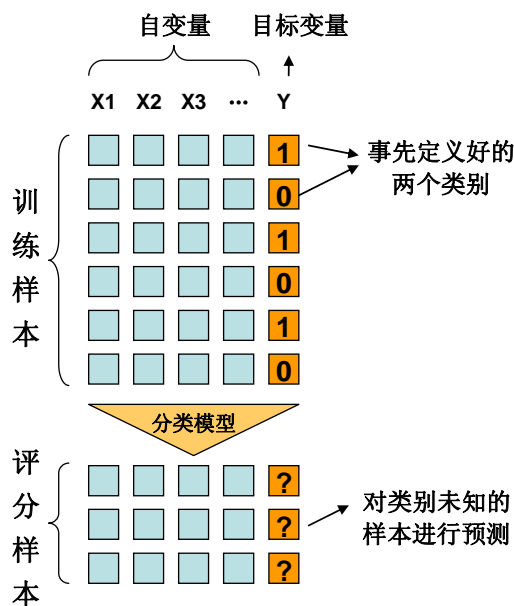 自变量 目标变量
X1 X2 X3 ... Y
训练样本
1
0
1
0
1
0
事先定义好的
两个类别
分类模型
评分样本
?
?
?
对类别未知的
样本进行预测